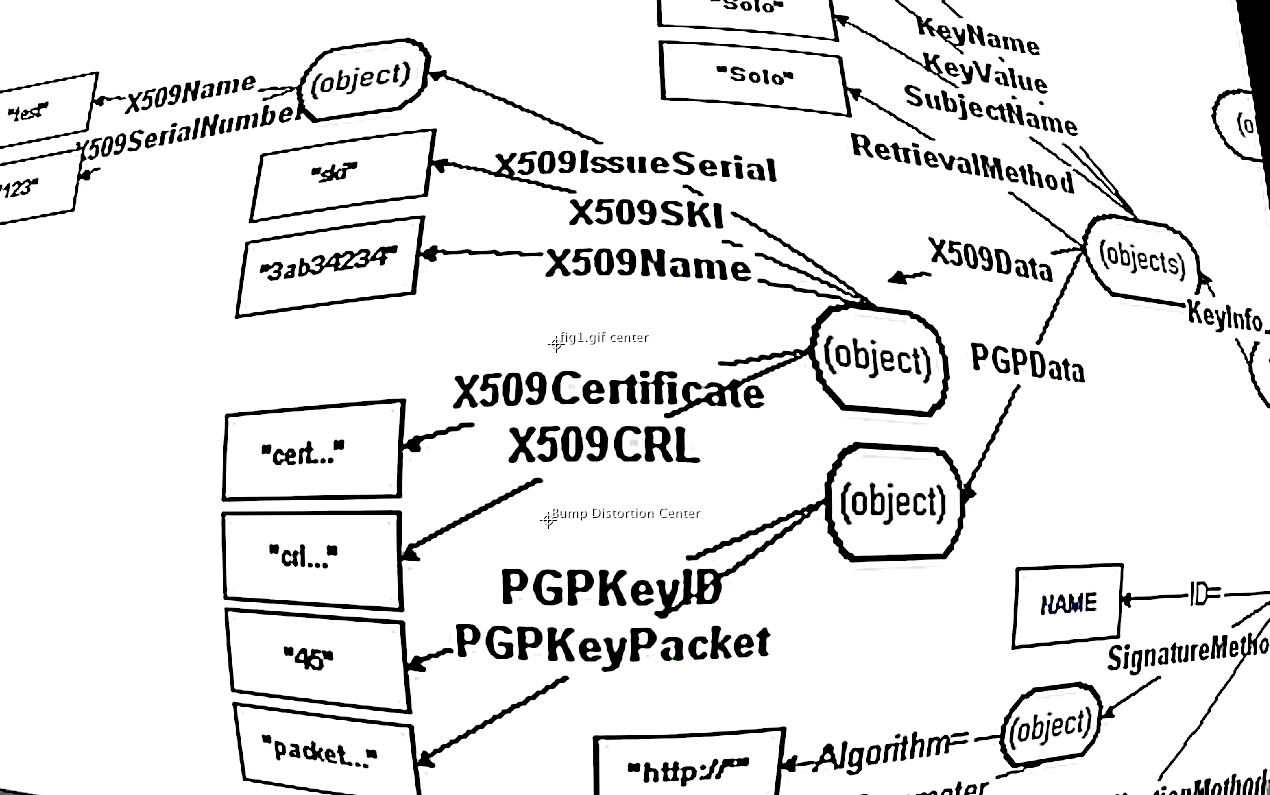 "Solo"
KeyName
KeyValue
"Solo"
SubjectName
RetrievalMethod
(object)
X509Name
"test"
X509SerialNumber
"123"
"ski"
X509IssueSerial
X509SKI
"3ab34234"
X509Name
X509Data
(objects)
KeyInfo
fig1.gif center
(object)
PGPData
X509Certificate
"cert..."
X509CRL
(object)
Bump Distortion Center
"crl..."
PGPKeyID
NAME
ID=
"45"
PGPKeyPacket
SignatureMetho
(object)
"packet..."
"http://""
Algorithm=